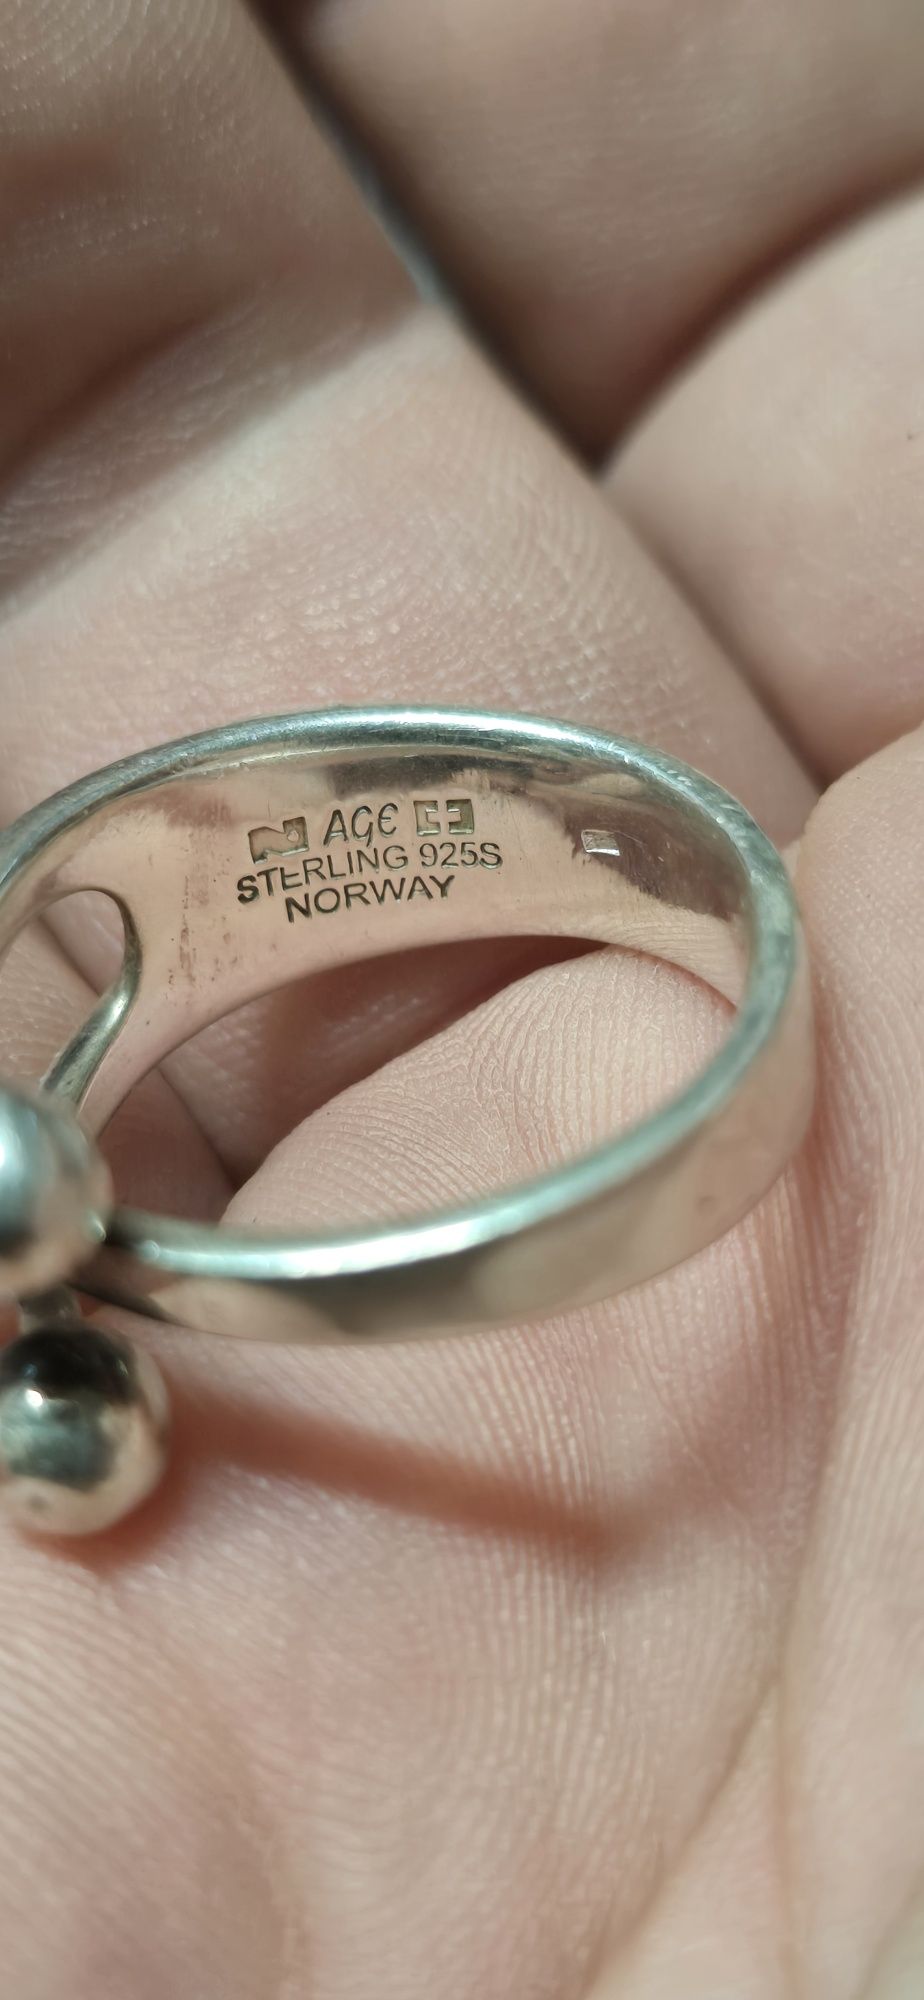 AGE
STERLING 925S
NORWAY